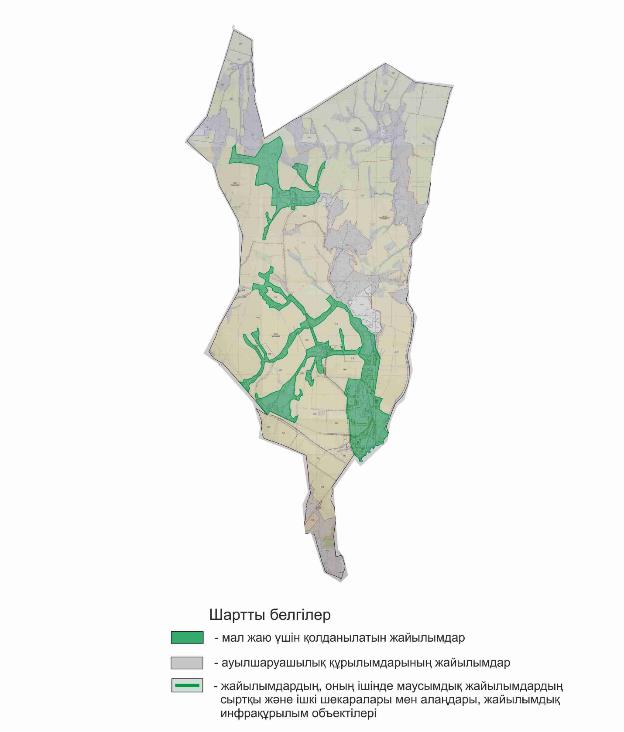 Шартты белгілер
- мал жаю үшін қолданылатын жайылымдар
- ауылшаруашылық құрылымдарының жайылымдар
- жайылымдардың, оның ішінде маусымдық жайылымдардың
сыртқы және ішкі шекаралары мен алаңдары, жайылымдық
инфрақұрылым объектілері